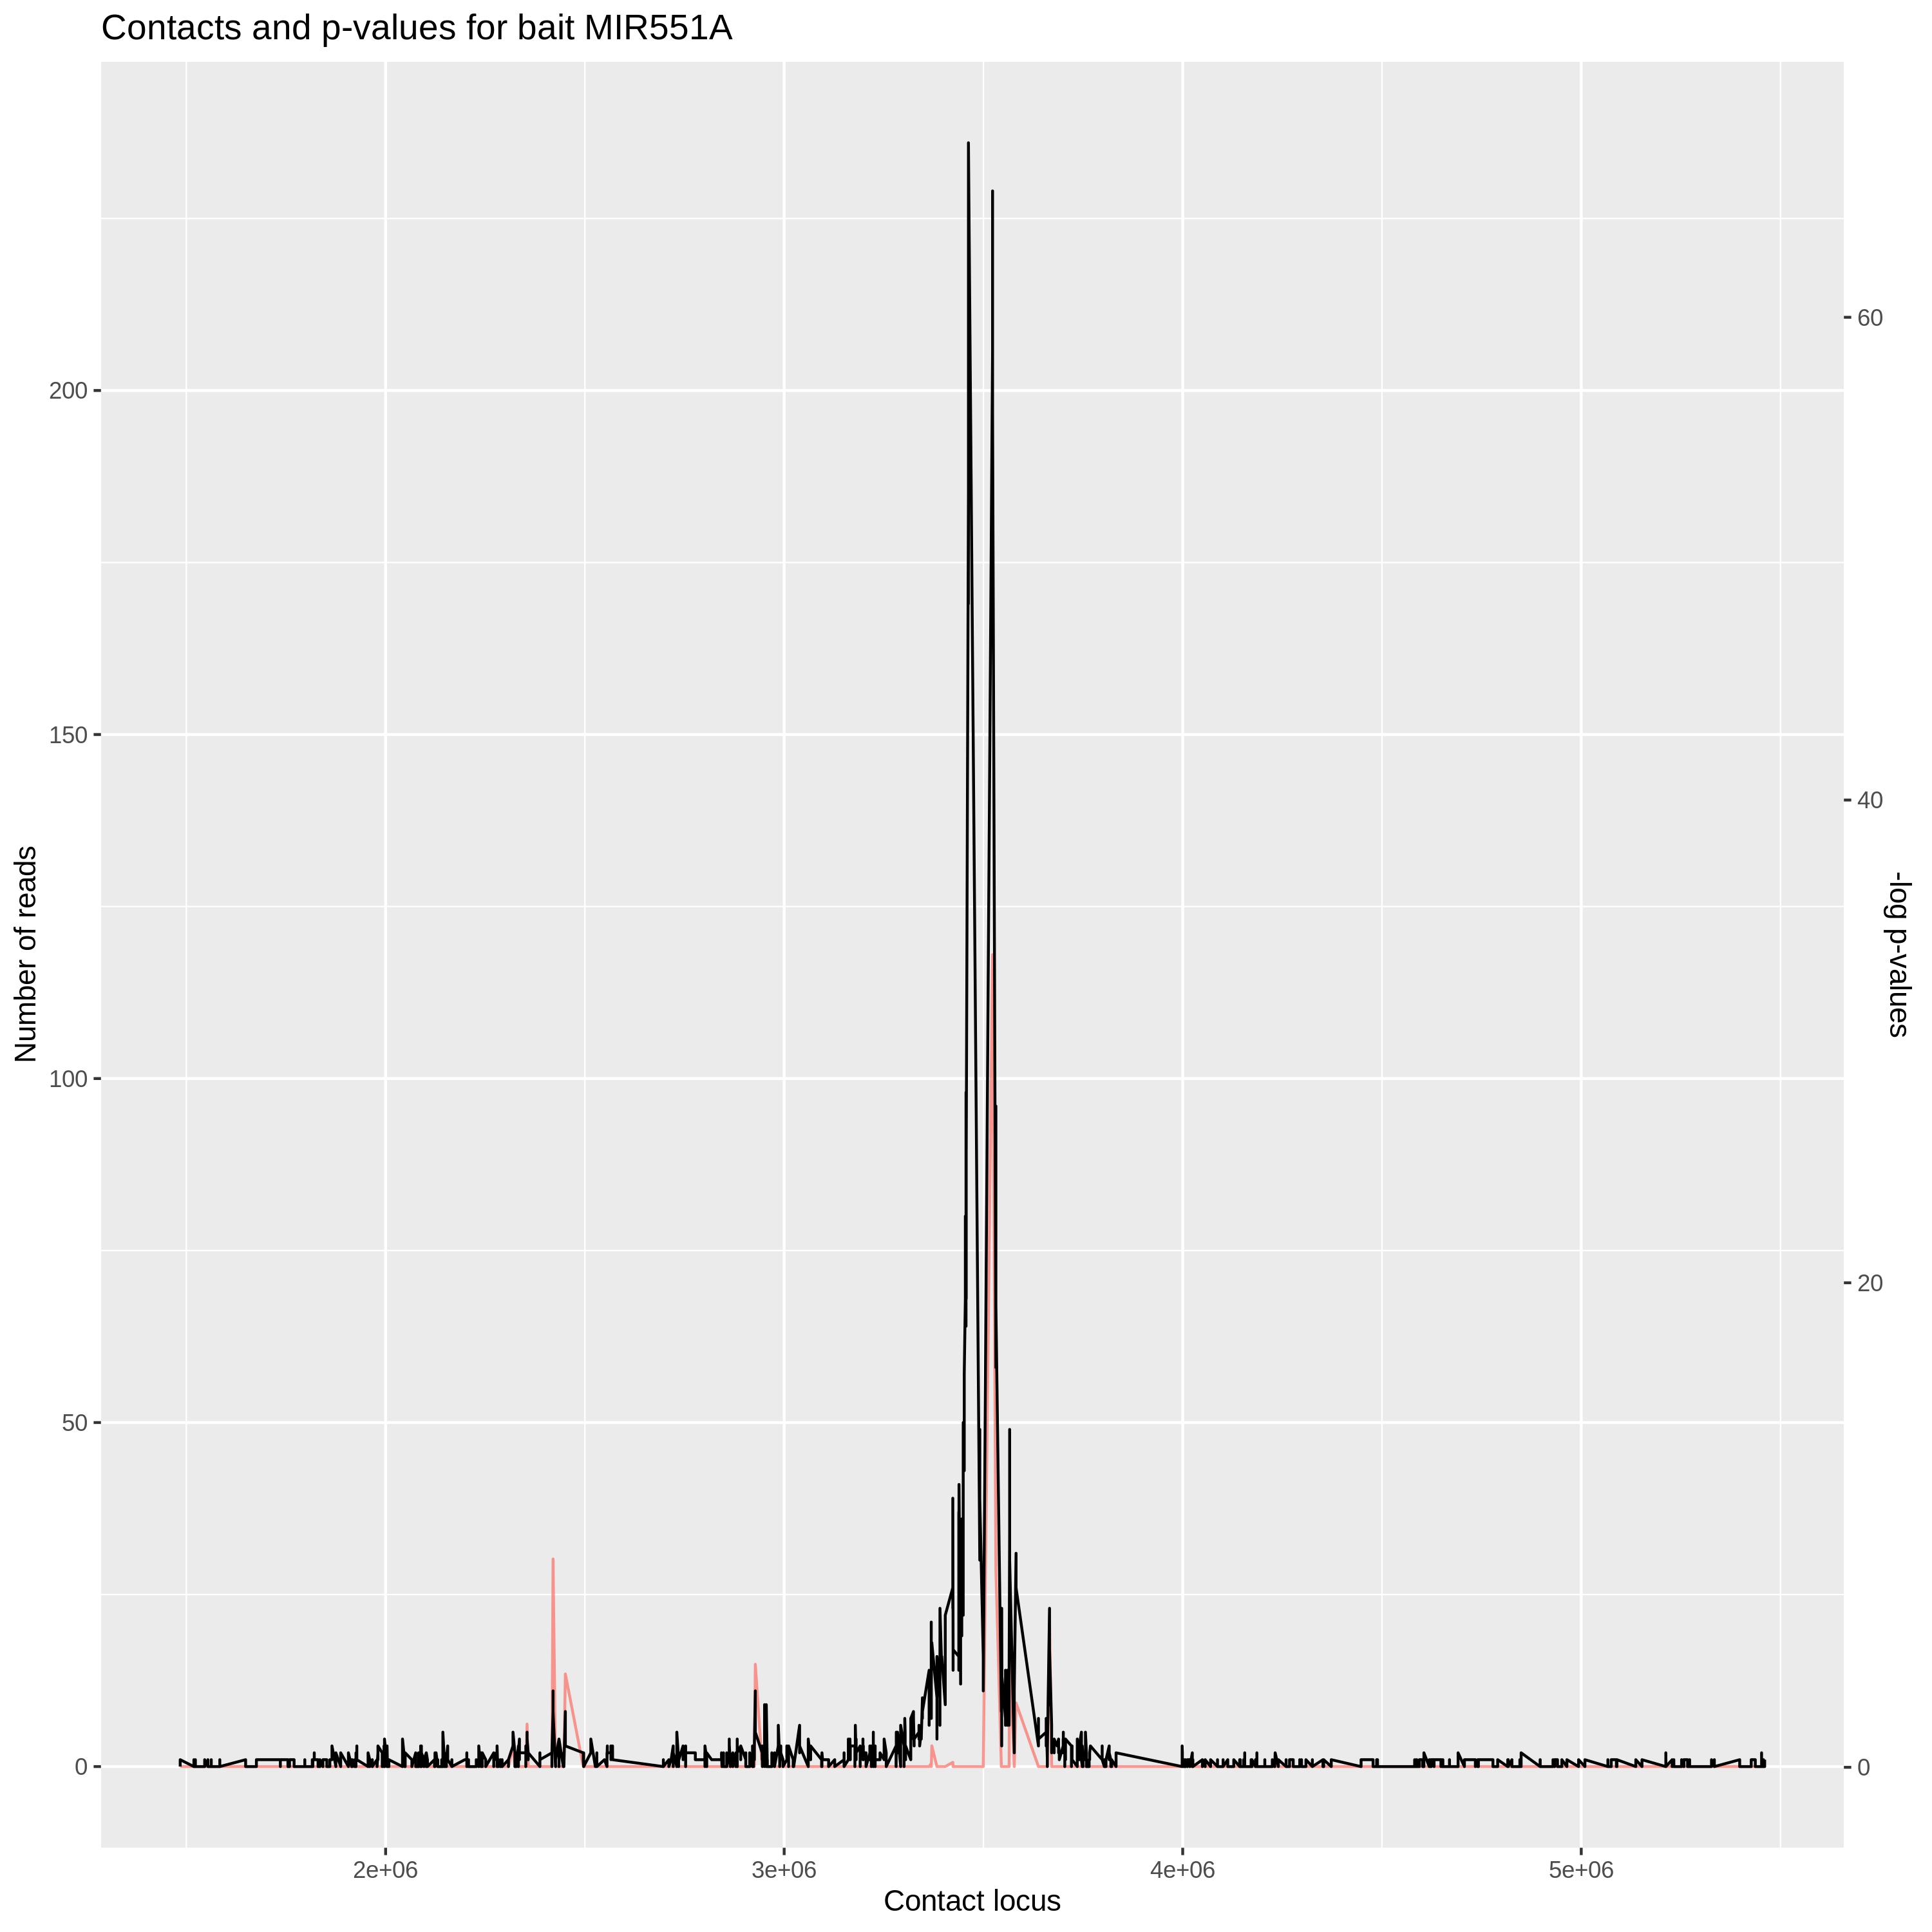 Contacts and p-values for bait MIR551A
Number of reads
200
150
100
50
0
60
40
20
0
-log p-values
2e+06
3e+06
4e+06
5e+06
Contact locus